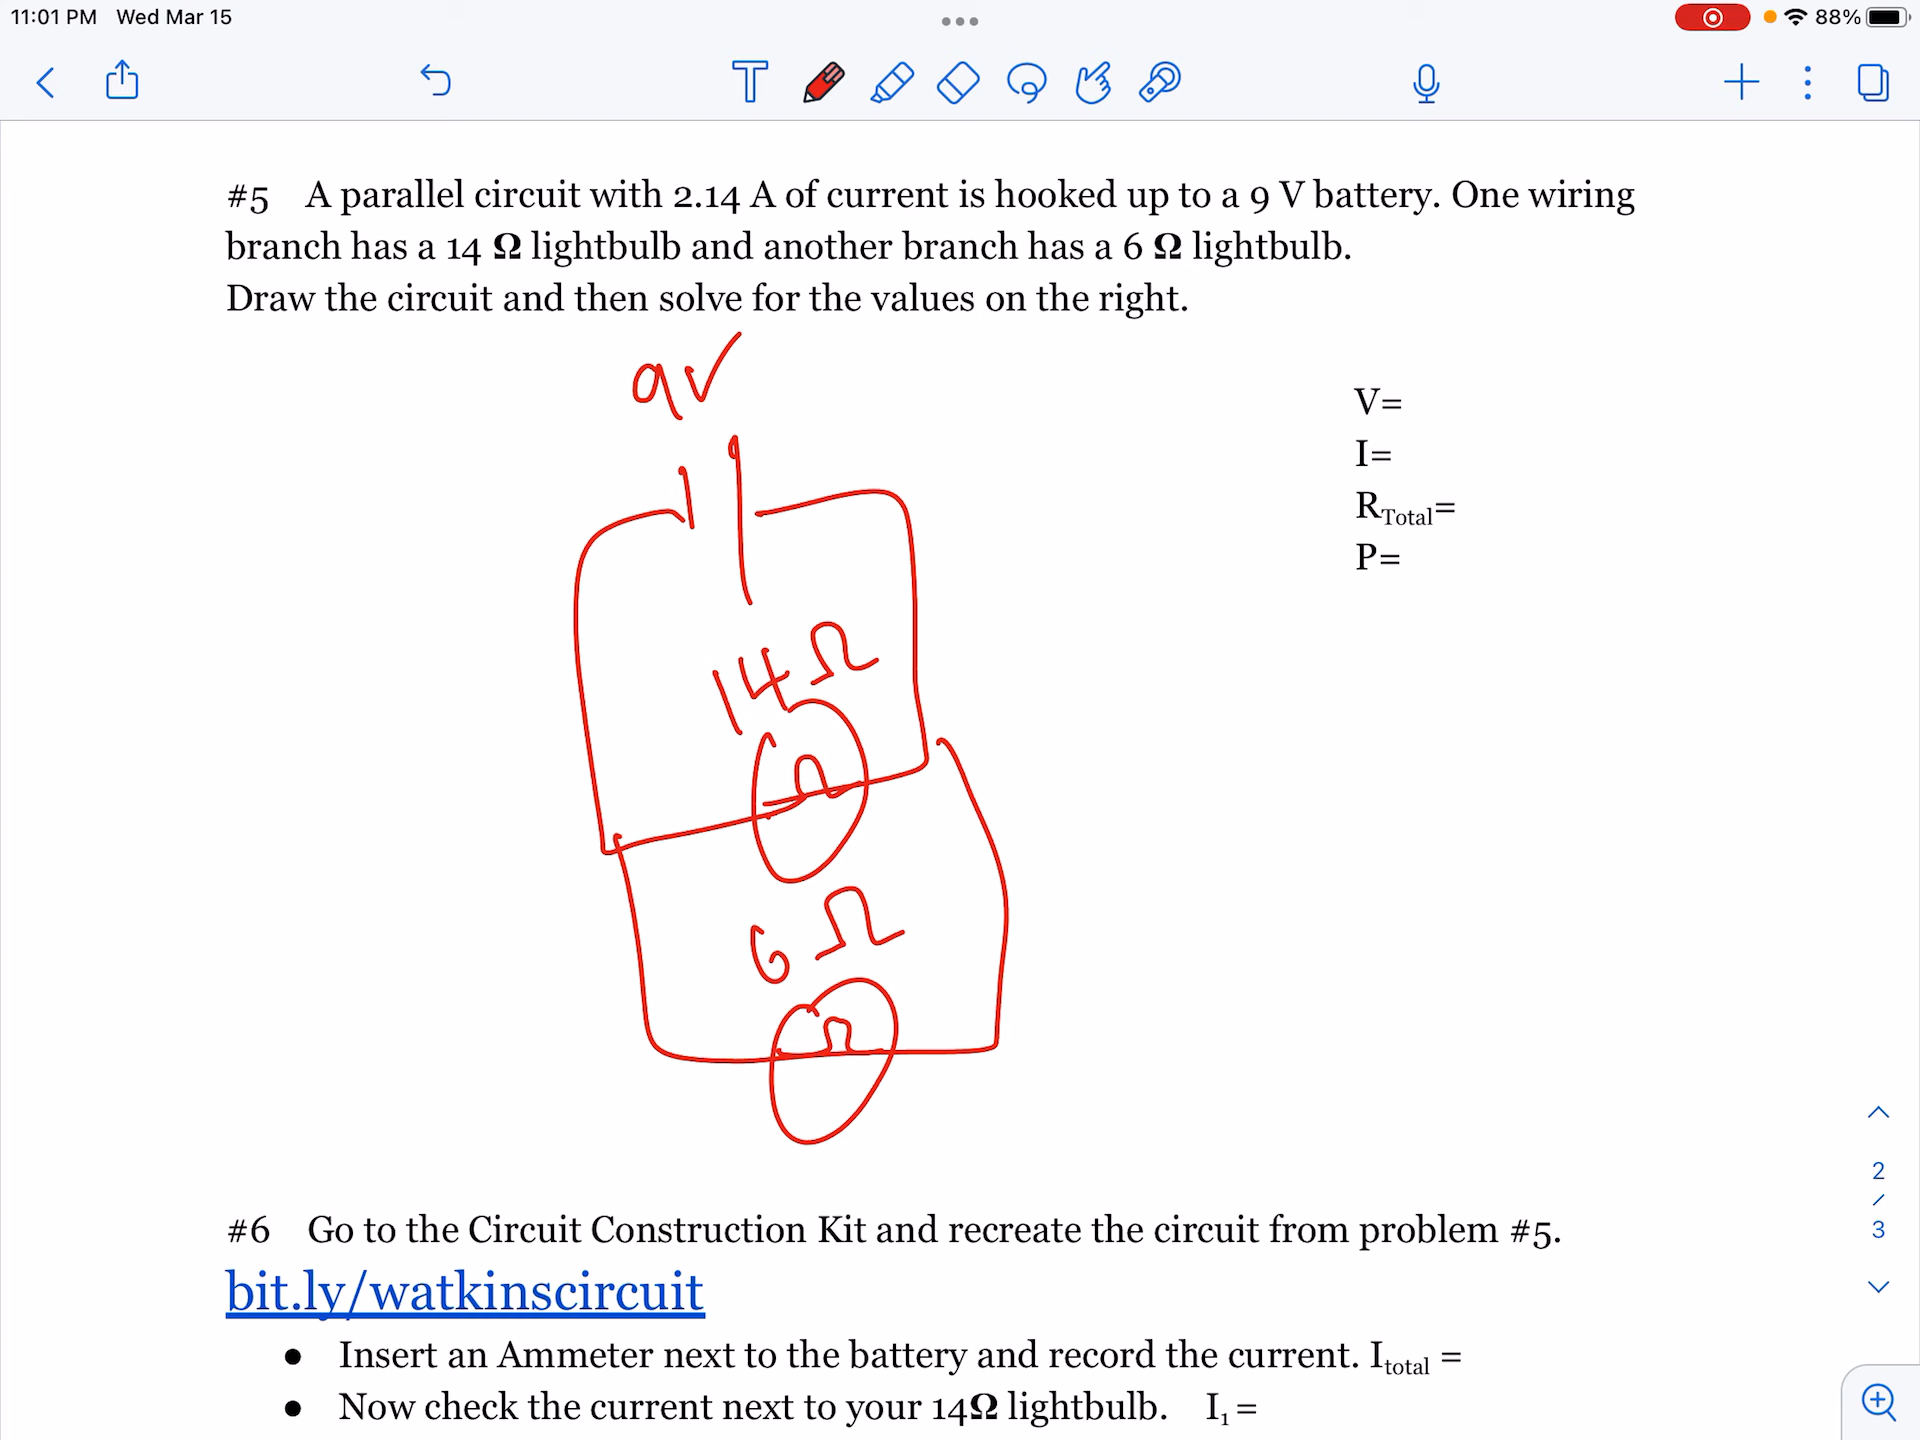 11:01 PM Wed Mar 15
88%
#5 A parallel circuit with 2.14 A of current is hooked up to a 9 V battery. One wiring
branch has a 14 Ω lightbulb and another branch has a 6 Ω lightbulb.
Draw the circuit and then solve for the values on the right.
9V
V=
I=
R_Total=
P=
14 Ω
6 Ω
2
/
3
#6 Go to the Circuit Construction Kit and recreate the circuit from problem #5.
bit.ly/watkinscircuit
● Insert an Ammeter next to the battery and record the current. I_total =
● Now check the current next to your 14Ω lightbulb. I₁ =